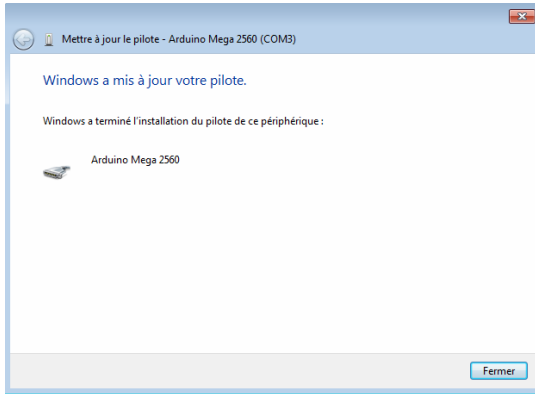 Mettre à jour le pilote - Arduino Mega 2560 (COM3)
Windows a mis à jour votre pilote.
Windows a terminé l'installation du pilote de ce périphérique :
Arduino Mega 2560
Fermer